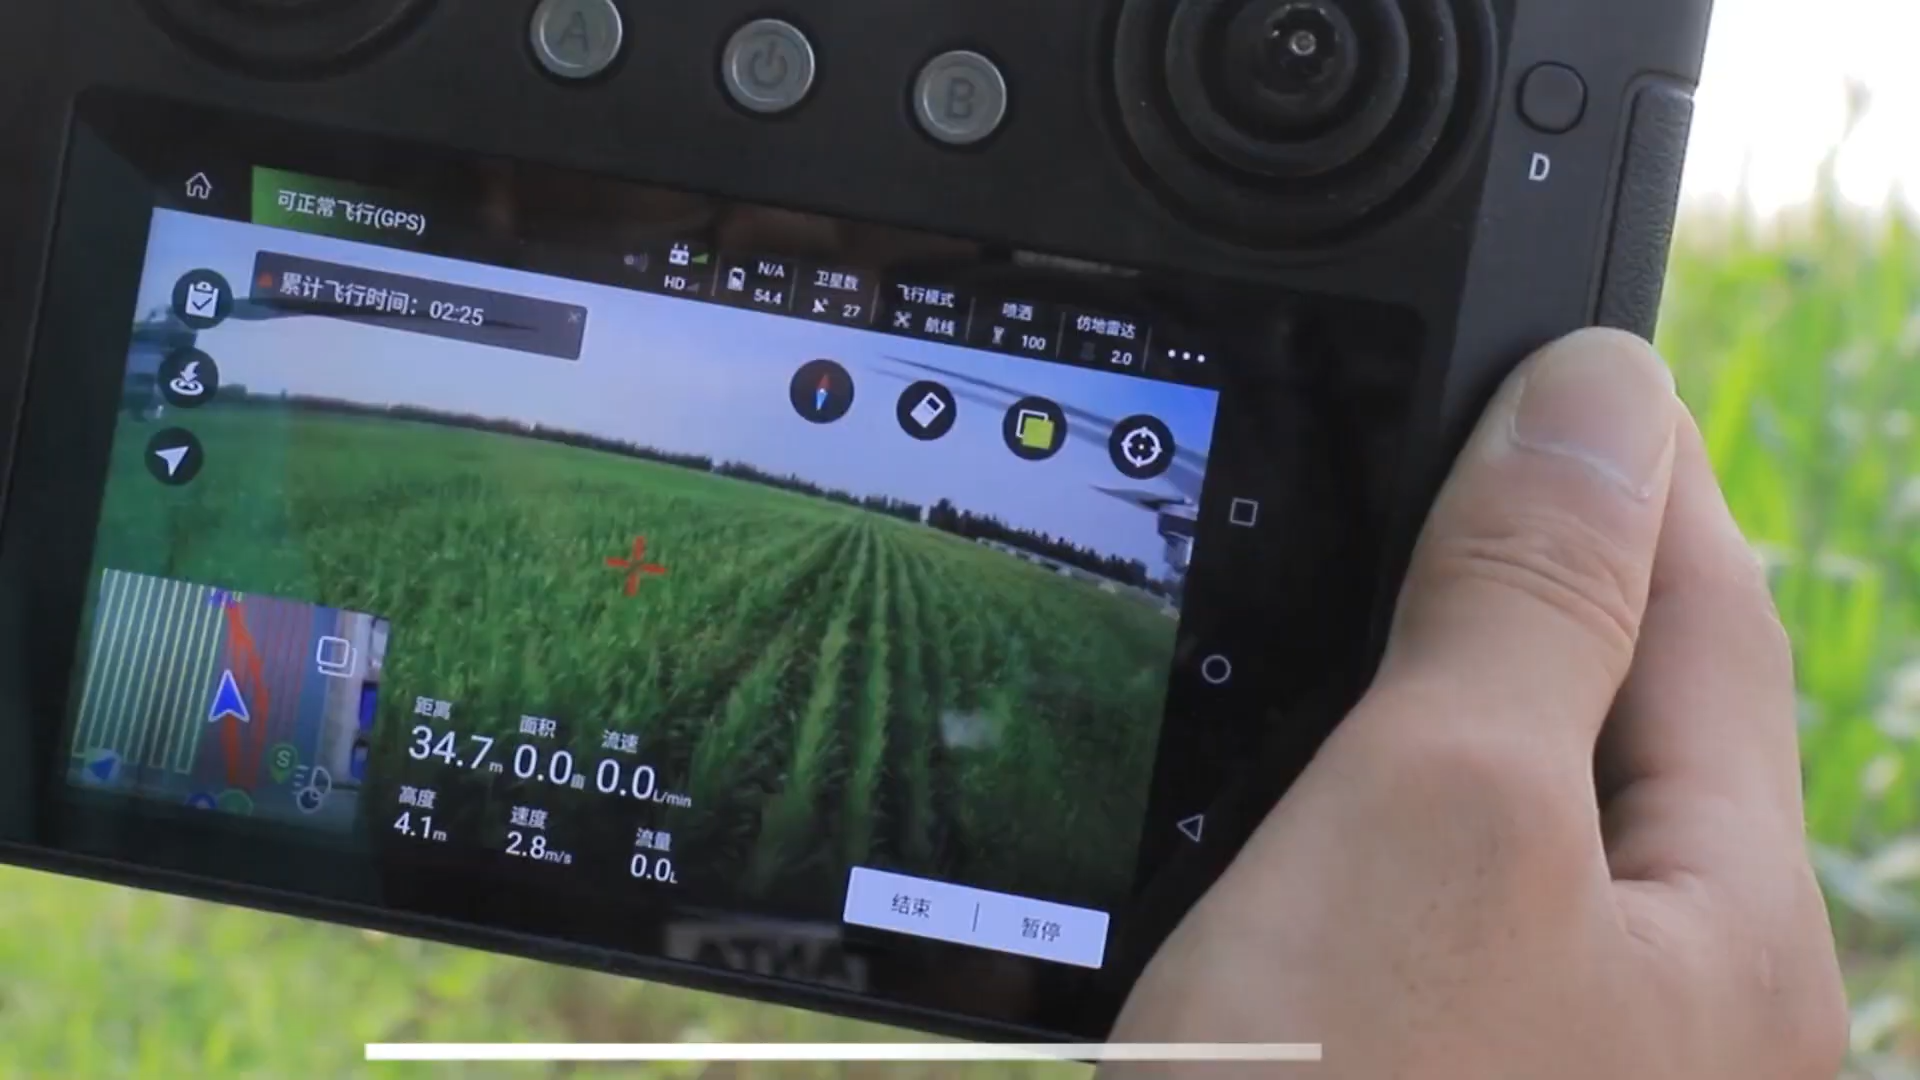 A
B
D
可正常飞行(GPS)
累计飞行时间：02:25
HD
N/A
54.4
卫星数
27
飞行模式
航线
喷洒
100
仿地雷达
2.0
S
距离
34.7m
面积
0.0亩
流速
0.0L/min
高度
4.1m
速度
2.8m/s
流量
0.0L
结束
暂停